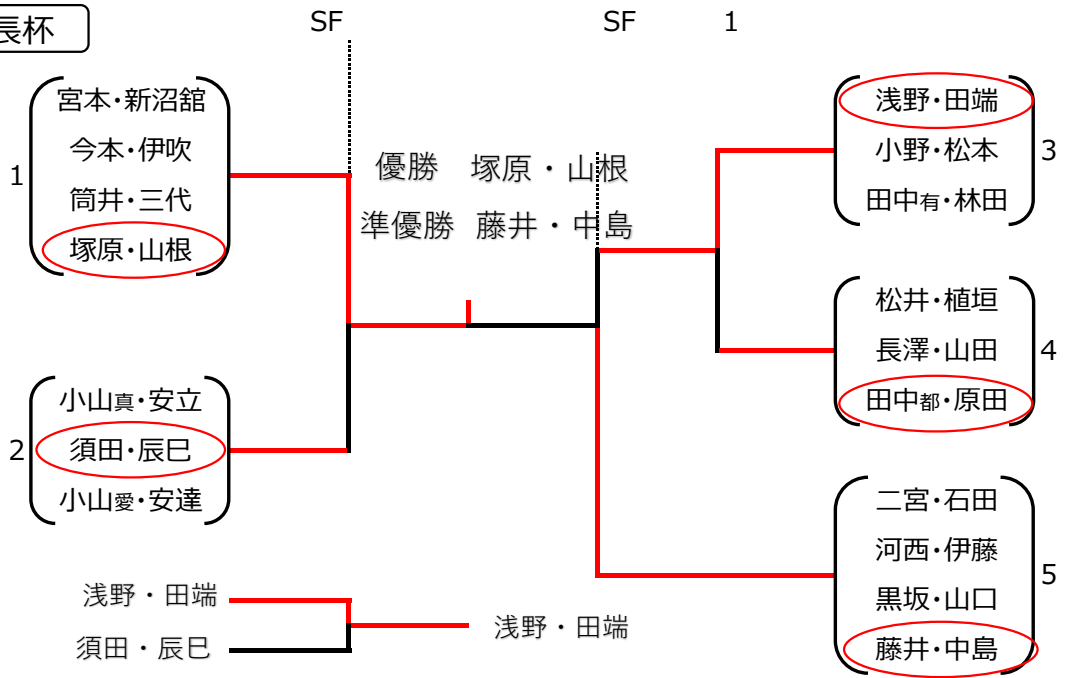 長杯
SF
SF
1
1
宮本・新沼舘
今本・伊吹
筒井・三代
塚原・山根
2
小山真・安立
須田・辰巳
小山愛・安達
優勝 塚原・山根
準優勝 藤井・中島
浅野・田端
小野・松本
田中有・林田
3
松井・植垣
長澤・山田
田中都・原田
4
二宮・石田
河西・伊藤
黒坂・山口
藤井・中島
5
浅野・田端
須田・辰巳
浅野・田端